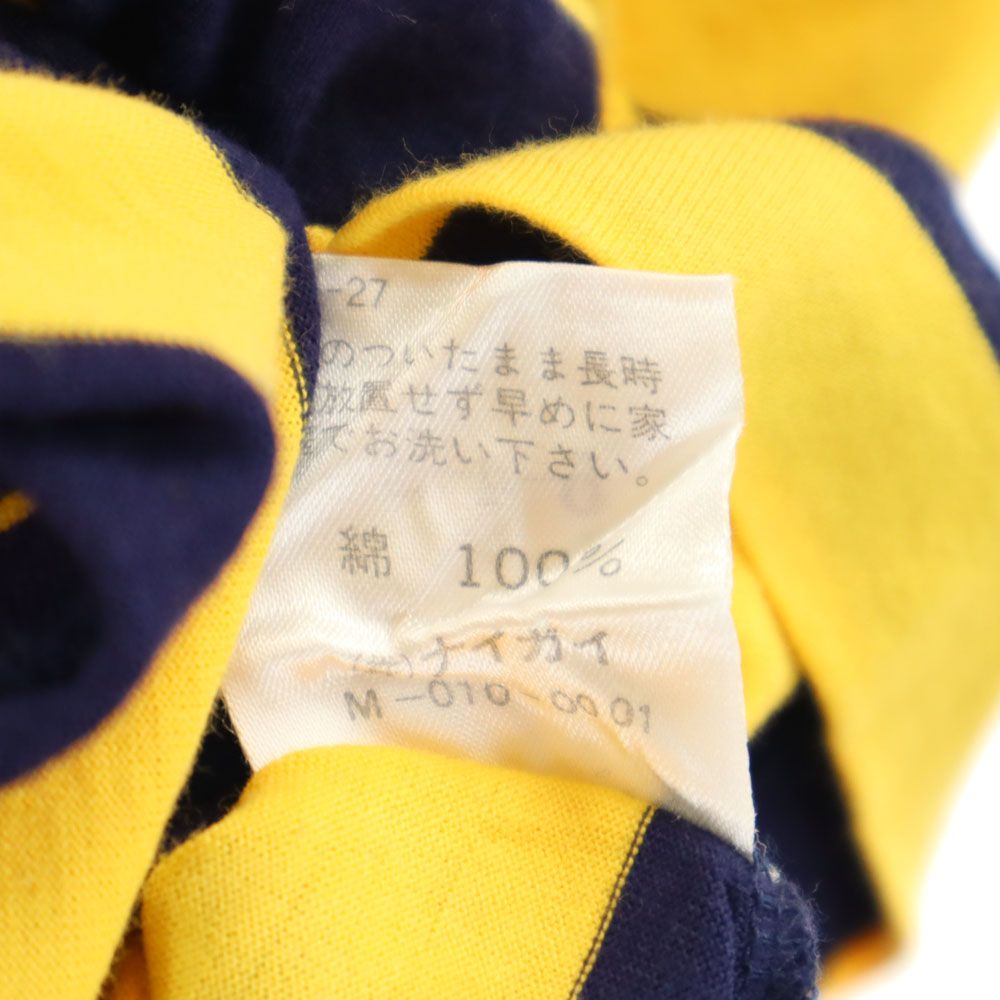 -27
のついたまま長時
放置せず早めに家
てお洗い下さい。
綿 100%
(株)ナイガイ
M-010-0001